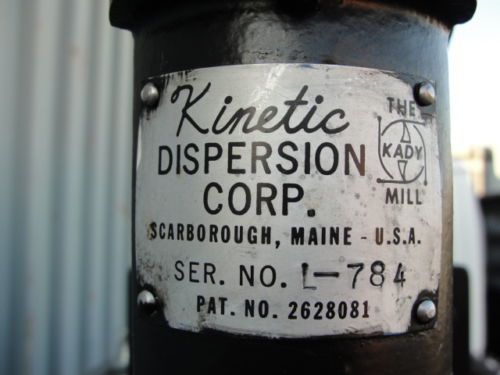 Kinetic
DISPERSION
CORP.
THE
KADY
MILL
SCARBOROUGH, MAINE - U.S.A.
SER. NO. L-784
PAT. NO. 2628081